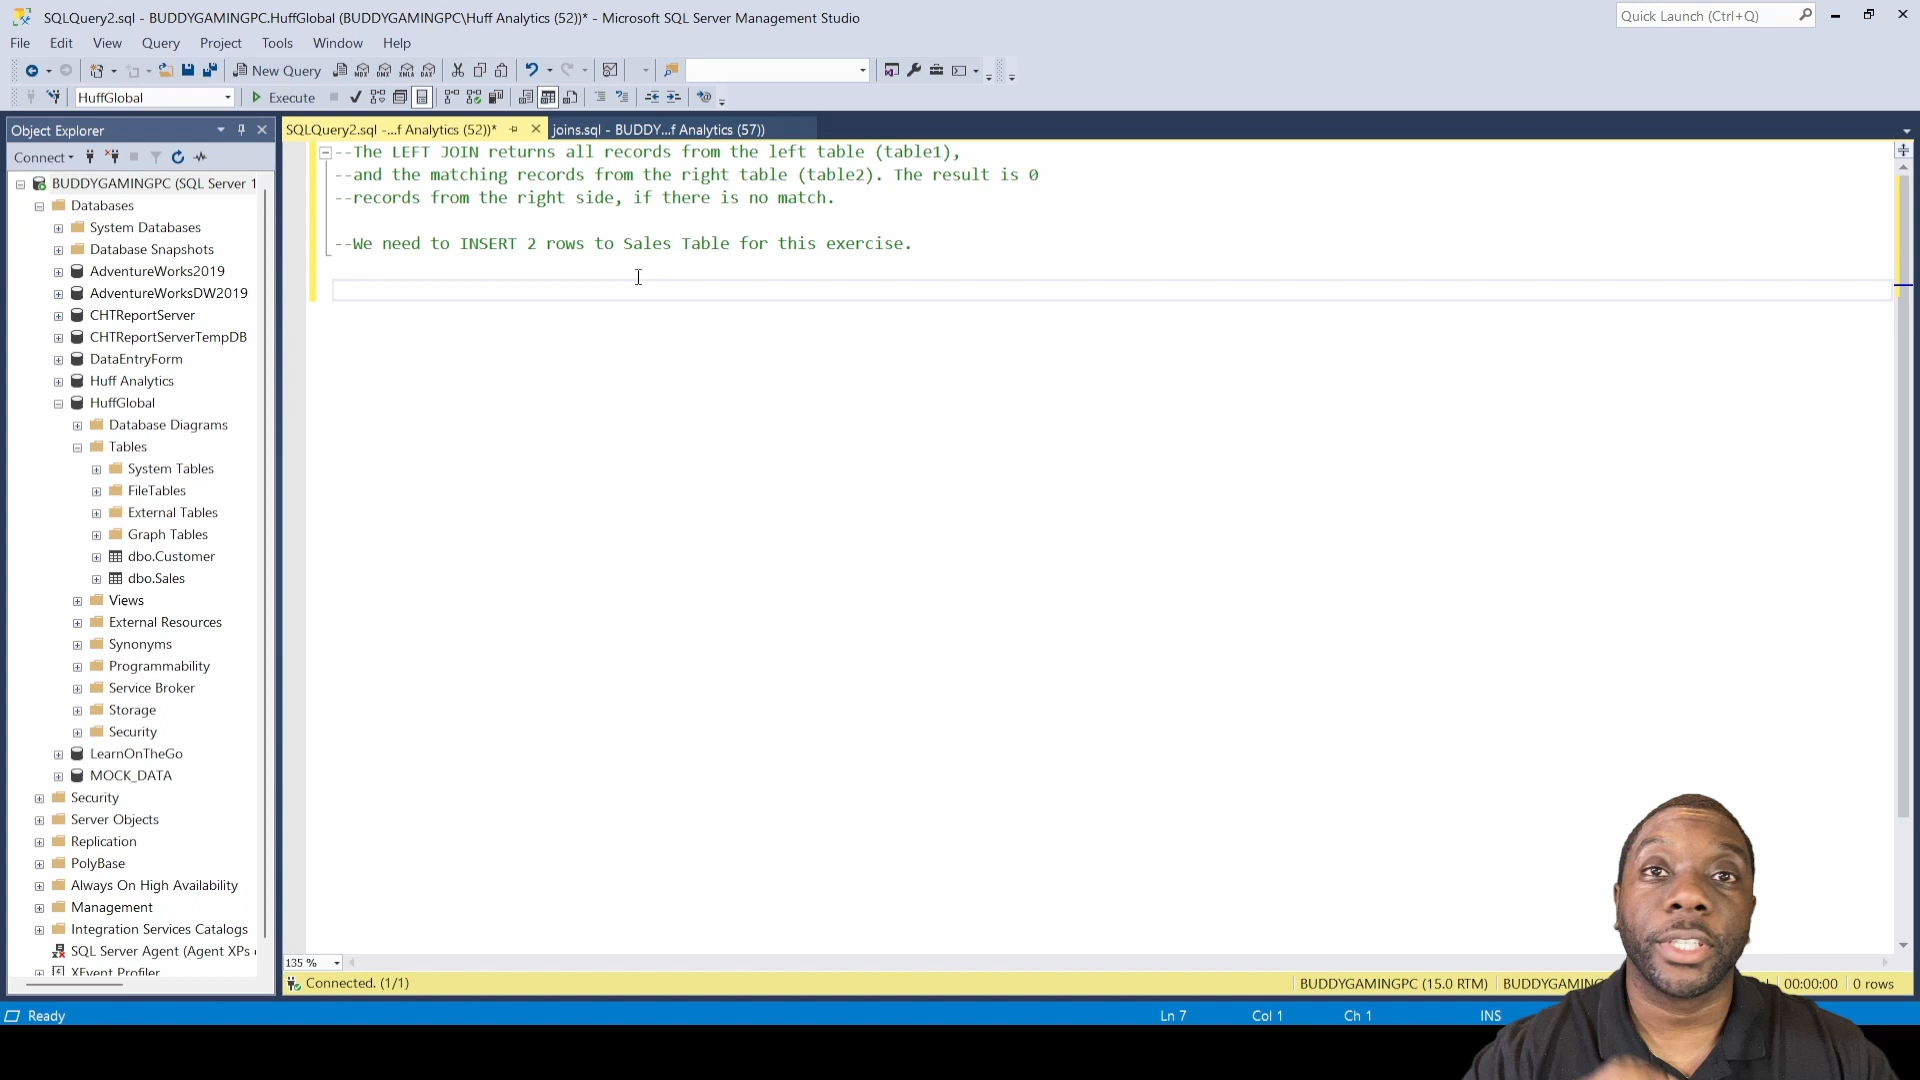 SQLQuery2.sql - BUDDYGAMINGPC.HuffGlobal (BUDDYGAMINGPC\Huff Analytics (52))* - Microsoft SQL Server Management Studio
Quick Launch (Ctrl+Q)
File Edit View Query Project Tools Window Help
New Query
HuffGlobal
Execute
Object Explorer
SQLQuery2.sql -...f Analytics (52))*
joins.sql - BUDDY...f Analytics (57))
Connect
BUDDYGAMINGPC (SQL Server 1
Databases
System Databases
Database Snapshots
AdventureWorks2019
AdventureWorksDW2019
CHTReportServer
CHTReportServerTempDB
DataEntryForm
Huff Analytics
HuffGlobal
Database Diagrams
Tables
System Tables
FileTables
External Tables
Graph Tables
dbo.Customer
dbo.Sales
Views
External Resources
Synonyms
Programmability
Service Broker
Storage
Security
LearnOnTheGo
MOCK_DATA
Security
Server Objects
Replication
PolyBase
Always On High Availability
Management
Integration Services Catalogs
SQL Server Agent (Agent XPs
XEvent Profiler
--The LEFT JOIN returns all records from the left table (table1),
--and the matching records from the right table (table2). The result is 0
--records from the right side, if there is no match.
--We need to INSERT 2 rows to Sales Table for this exercise.
135 %
Connected. (1/1)
BUDDYGAMINGPC (15.0 RTM)
00:00:00
0 rows
Ready
Ln 7
Col 1
Ch 1
INS